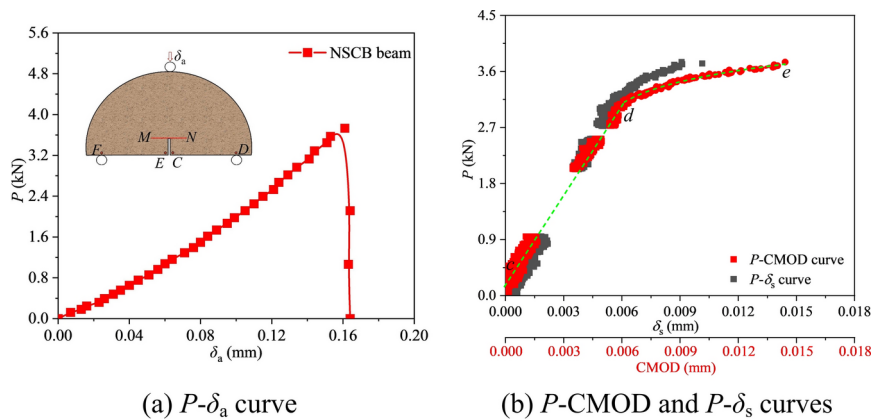 5.6
4.8
4.0
3.2
2.4
1.6
0.8
0.0
P (kN)
δa
NSCB beam
M N
F E C D
0.00 0.04 0.08 0.12 0.16 0.20
δa (mm)
(a) P-δa curve
4.5
3.6
2.7
1.8
0.9
0.0
P (kN)
e
d
c
P-CMOD curve
P-δs curve
0.000 0.003 0.006 0.009 0.012 0.015 0.018
δs (mm)
0.000 0.003 0.006 0.009 0.012 0.015 0.018
CMOD (mm)
(b) P-CMOD and P-δs curves